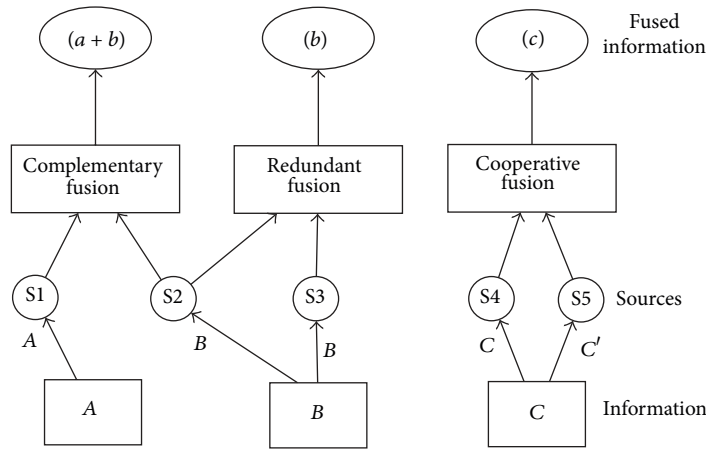 (a + b)
(b)
(c)
Fused
information
Complementary
fusion
Redundant
fusion
Cooperative
fusion
S1
S2
S3
S4
S5
Sources
A
B
B
C
C′
A
B
C
Information